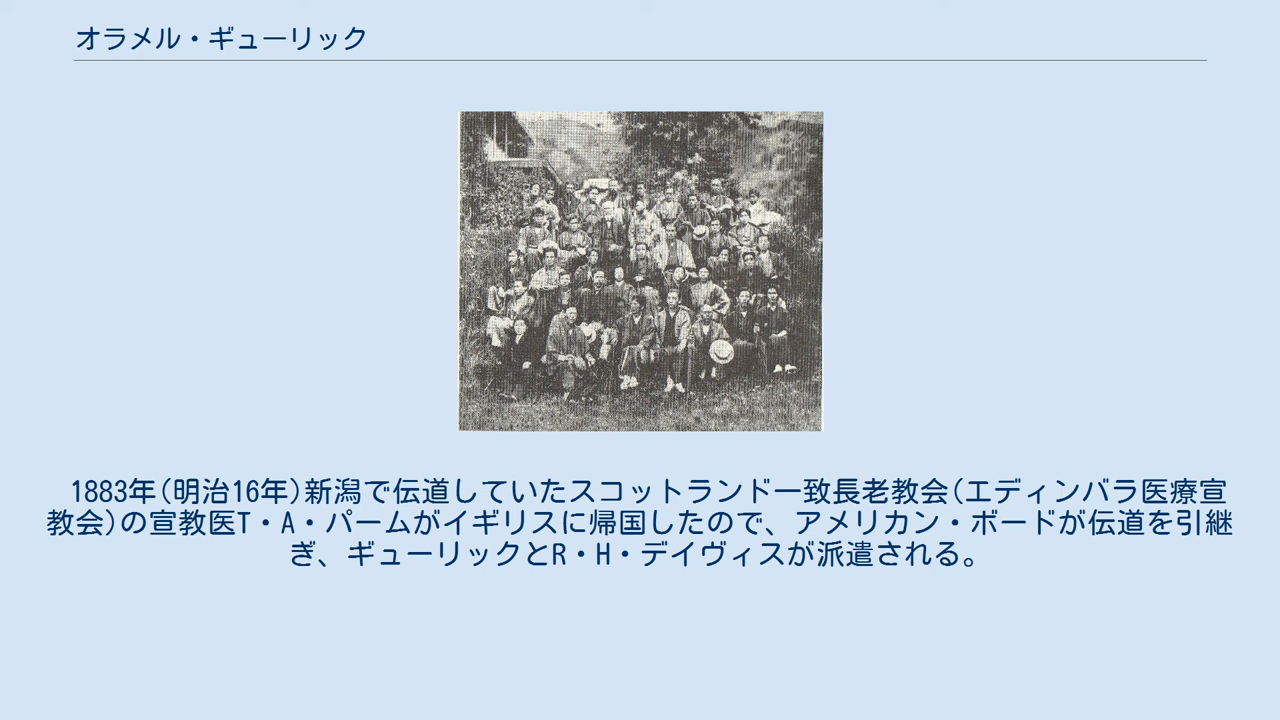 オラメル・ギューリック
1883年(明治16年)新潟で伝道していたスコットランド一致長老教会(エディンバラ医療宣
教会)の宣教医T・A・パームがイギリスに帰国したので、アメリカン・ボードが伝道を引継
ぎ、ギューリックとR・H・デイヴィスが派遣される。